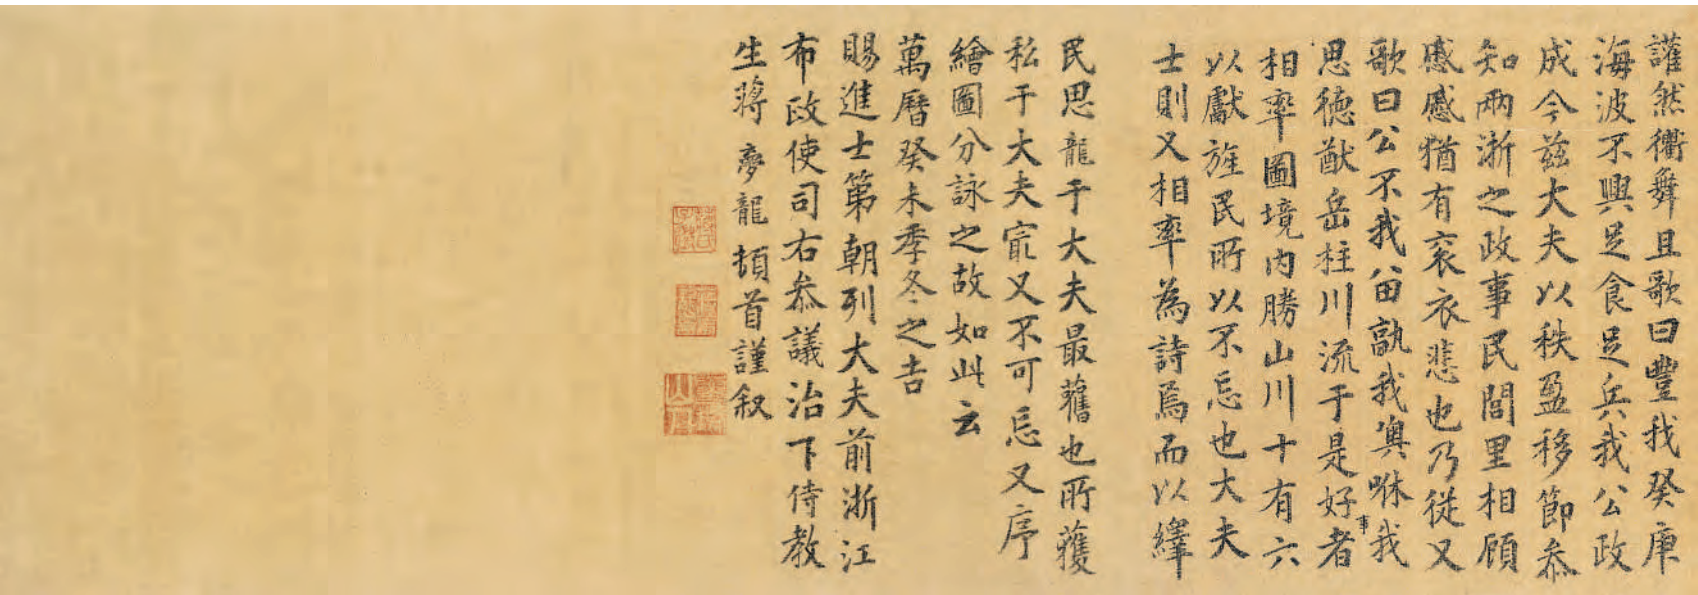 讙然衢舞且歌曰豐我癸庚
海波不興足食足兵我公政
成今茲大夫以秩盈移節叅
知兩浙之政事民閭里相顧
慼慼猶有衮衣悲也乃從又
歌曰公不我留孰我噢咻我
思德猷岳柱川流于是好事者
相率圖境內勝山川十有六
以獻旌民所以不忘也大夫
士則又相率為詩焉而以繹
民思龍于大夫最舊也所獲
私于大夫寔又不可忘又序
繪圖分詠之故如此云
萬曆癸未季冬之吉
賜進士第朝列大夫前浙江
布政使司右叅議治下侍教
生蔣夢龍頓首謹叙